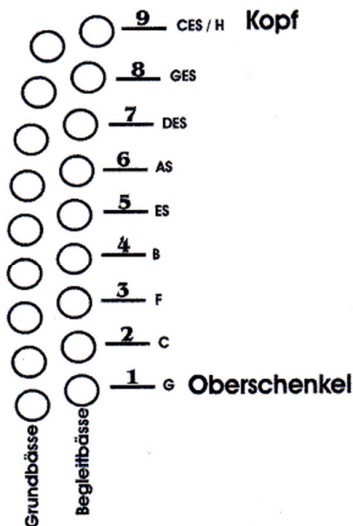 9 CES / H Kopf
8 GES
7 DES
6 AS
5 ES
4 B
3 F
2 C
1 G Oberschenkel
Grundbässe
Begleitbässe